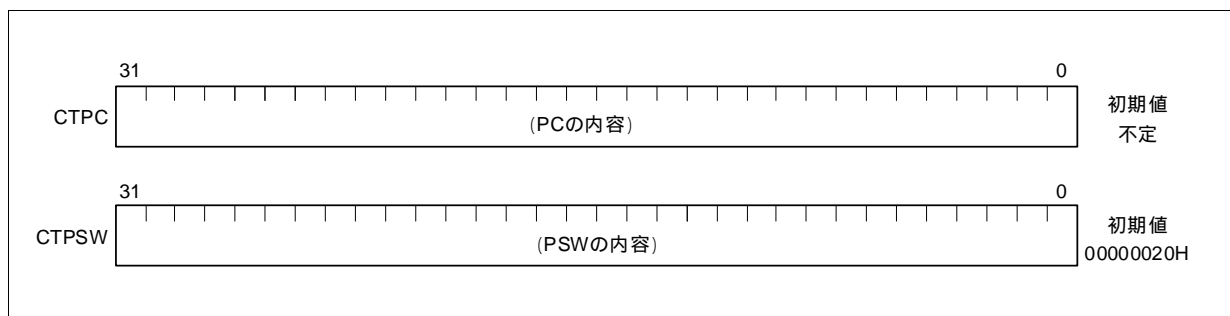 31 0
CTPC (PCの内容) 初期値
不定
31 0
CTPSW (PSWの内容) 初期値
00000020H